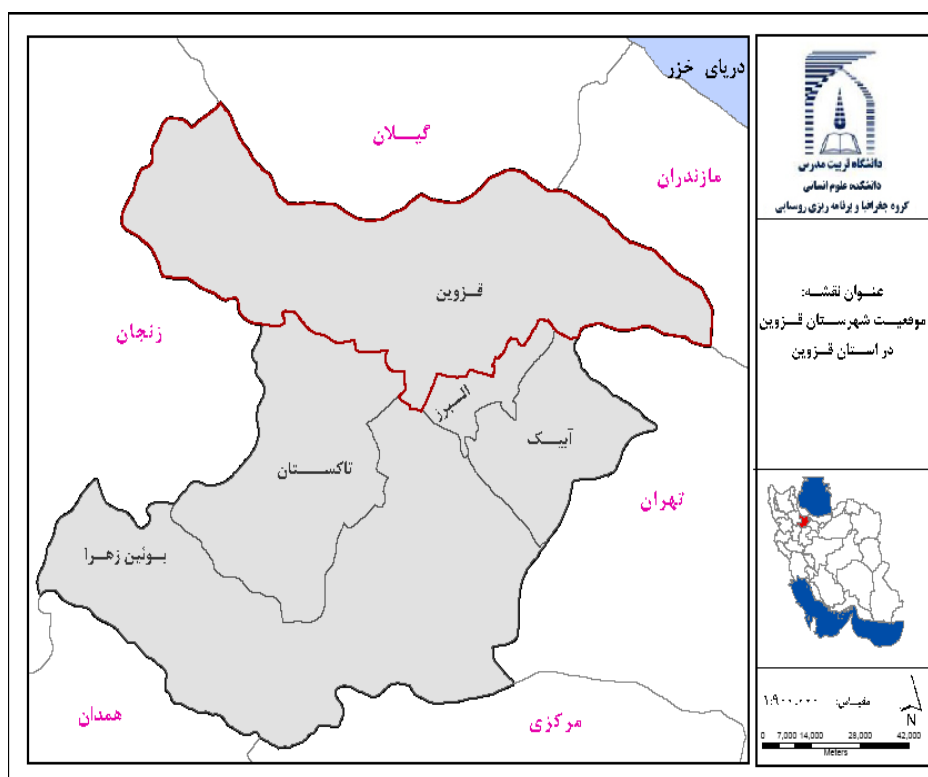 دریای خزر
گیلان
مازندران
قزوین
زنجان
البرز
آبیک
تاکستان
تهران
بوئین زهرا
همدان
مرکزی
دانشگاه تربیت مدرس
دانشکده علوم انسانی
گروه جغرافیا و برنامه ریزی روستایی
عنوان نقشه:
موقعیت شهرستان قزوین
در استان قزوین
مقیاس: ۱:۹۰۰.۰۰۰
N
0 7,000 14,000 28,000 42,000
Meters